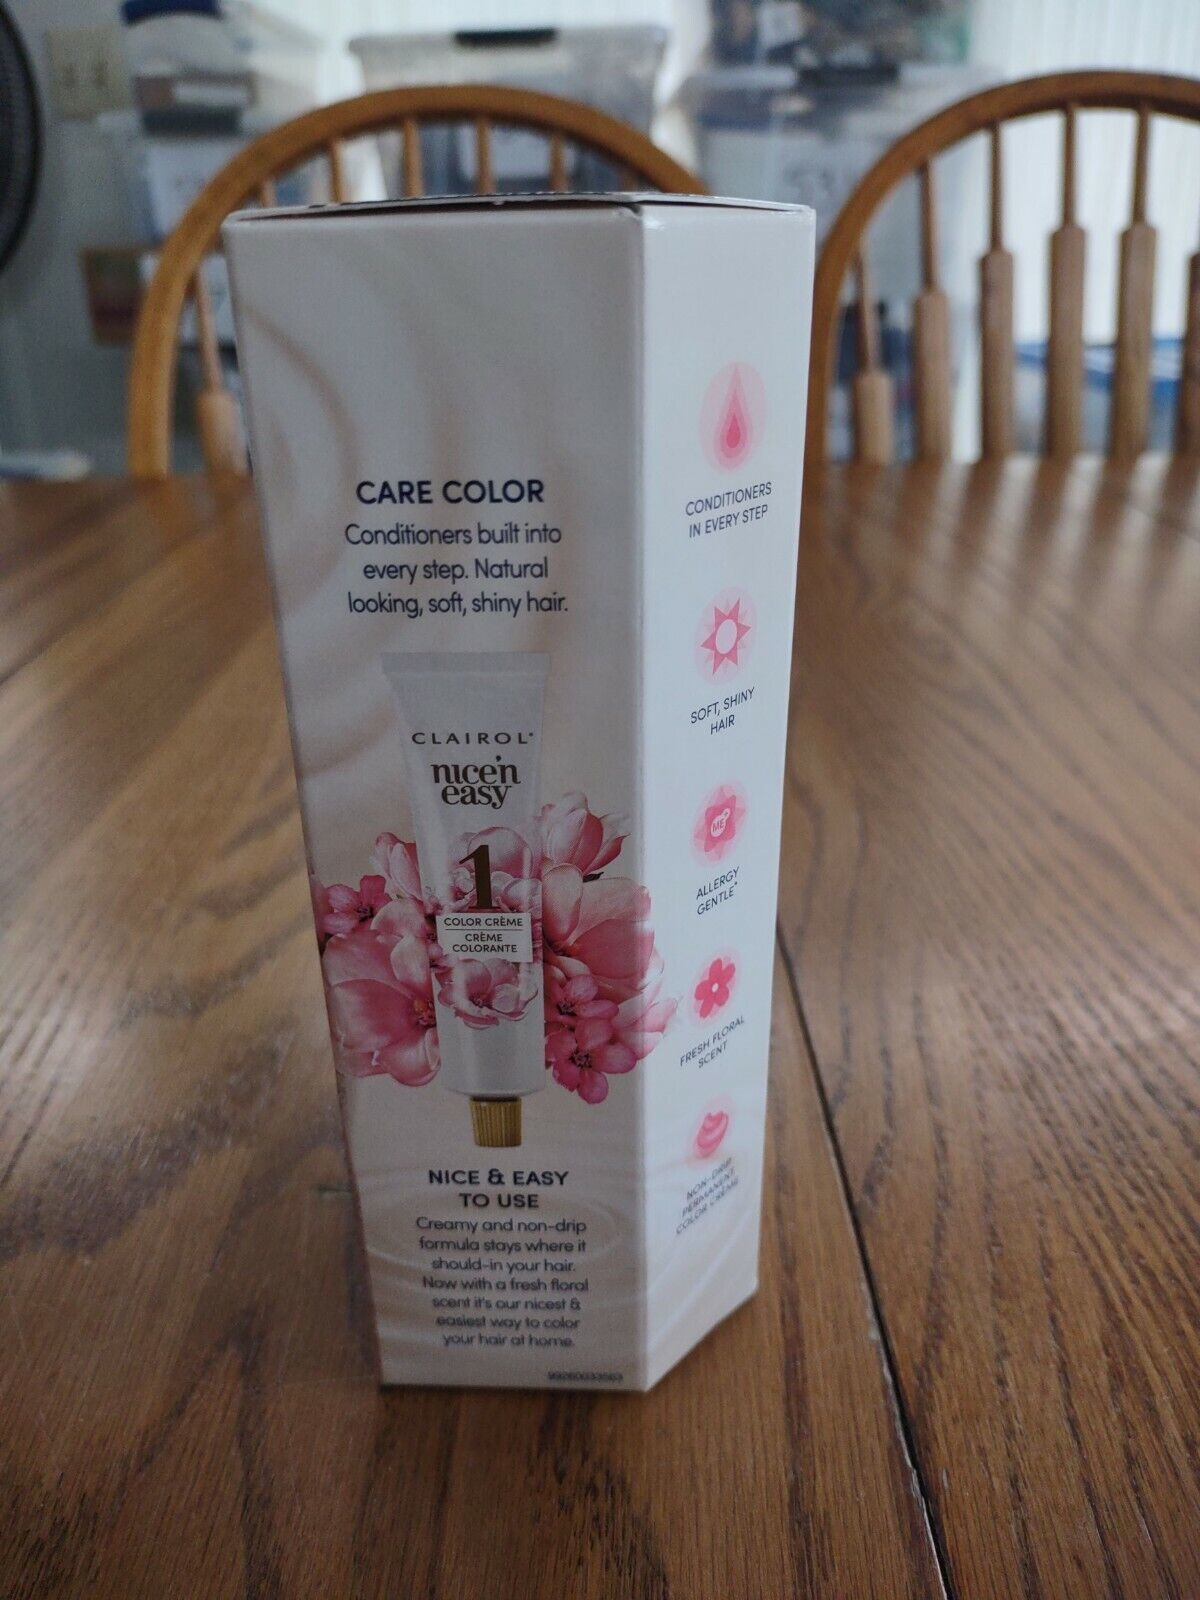 CARE COLOR
Conditioners built into
every step. Natural
looking, soft, shiny hair.
CLAIROL®
nice'n
easy
1
COLOR CRÈME
CRÈME
COLORANTE
NICE & EASY
TO USE
Creamy and non-drip
formula stays where it
should-in your hair.
Now with a fresh floral
scent it's our nicest &
easiest way to color
your hair at home.
CONDITIONERS
IN EVERY STEP
SOFT, SHINY
HAIR
ME+
ALLERGY
GENTLE*
FRESH FLORAL
SCENT
NON-DRIP
PERMANENT
COLOR CRÈME